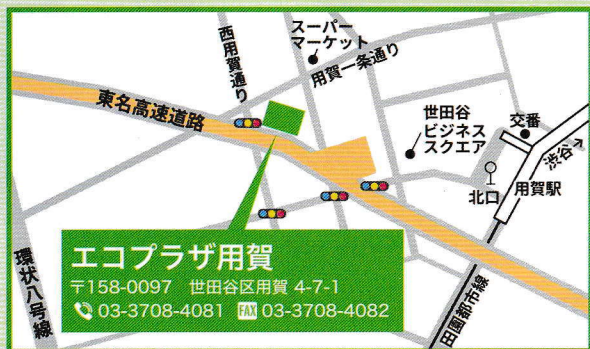 スーパー
マーケット
西用賀通り
用賀一条通り
東名高速道路
世田谷
ビジネス
スクエア
交番
渋谷
北口
用賀駅
環状八号線
田園都市線
エコプラザ用賀
〒158-0097 世田谷区用賀 4-7-1
03-3708-4081 FAX 03-3708-4082